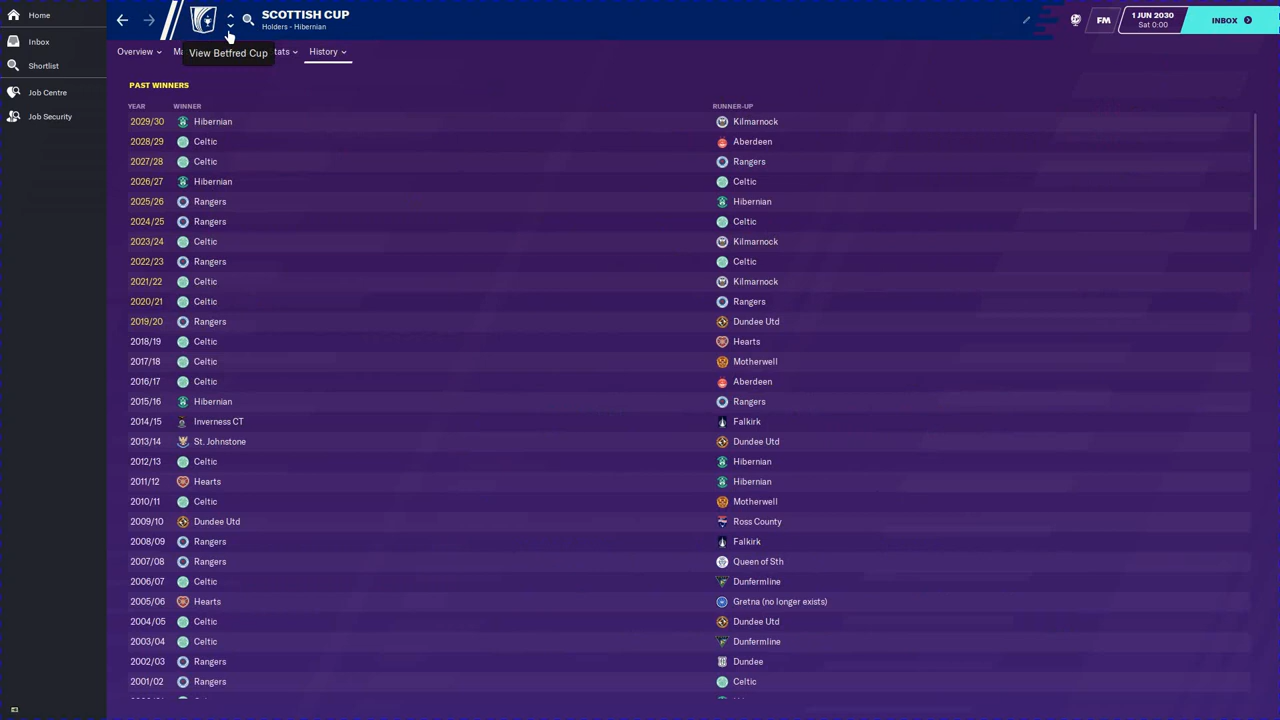 Home
Inbox
Shortlist
Job Centre
Job Security
SCOTTISH CUP
Holders - Hibernian
FM
1 JUN 2030
Sat 0:00
INBOX
View Betfred Cup
Overview
History
PAST WINNERS
YEAR WINNER RUNNER-UP
2029/30 Hibernian Kilmarnock
2028/29 Celtic Aberdeen
2027/28 Celtic Rangers
2026/27 Hibernian Celtic
2025/26 Rangers Hibernian
2024/25 Rangers Celtic
2023/24 Celtic Kilmarnock
2022/23 Rangers Celtic
2021/22 Celtic Kilmarnock
2020/21 Celtic Rangers
2019/20 Rangers Dundee Utd
2018/19 Celtic Hearts
2017/18 Celtic Motherwell
2016/17 Celtic Aberdeen
2015/16 Hibernian Rangers
2014/15 Inverness CT Falkirk
2013/14 St. Johnstone Dundee Utd
2012/13 Celtic Hibernian
2011/12 Hearts Hibernian
2010/11 Celtic Motherwell
2009/10 Dundee Utd Ross County
2008/09 Rangers Falkirk
2007/08 Rangers Queen of Sth
2006/07 Celtic Dunfermline
2005/06 Hearts Gretna (no longer exists)
2004/05 Celtic Dundee Utd
2003/04 Celtic Dunfermline
2002/03 Rangers Dundee
2001/02 Rangers Celtic